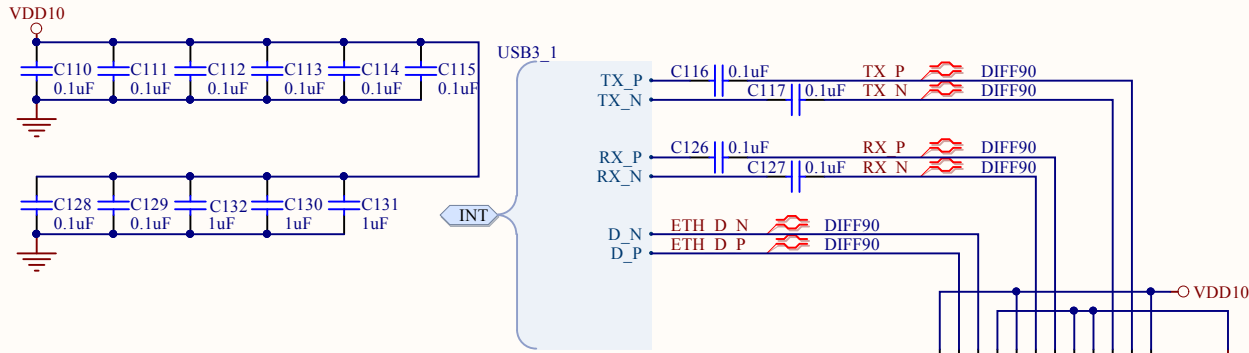 VDD10
C110 0.1uF
C111 0.1uF
C112 0.1uF
C113 0.1uF
C114 0.1uF
C115 0.1uF
C128 0.1uF
C129 0.1uF
C132 1uF
C130 1uF
C131 1uF
USB3_1
INT
TX_P C116 0.1uF TX_P DIFF90
TX_N C117 0.1uF TX_N DIFF90
RX_P C126 0.1uF RX_P DIFF90
RX_N C127 0.1uF RX_N DIFF90
D_N ETH_D_N DIFF90
D_P ETH_D_P DIFF90
VDD10